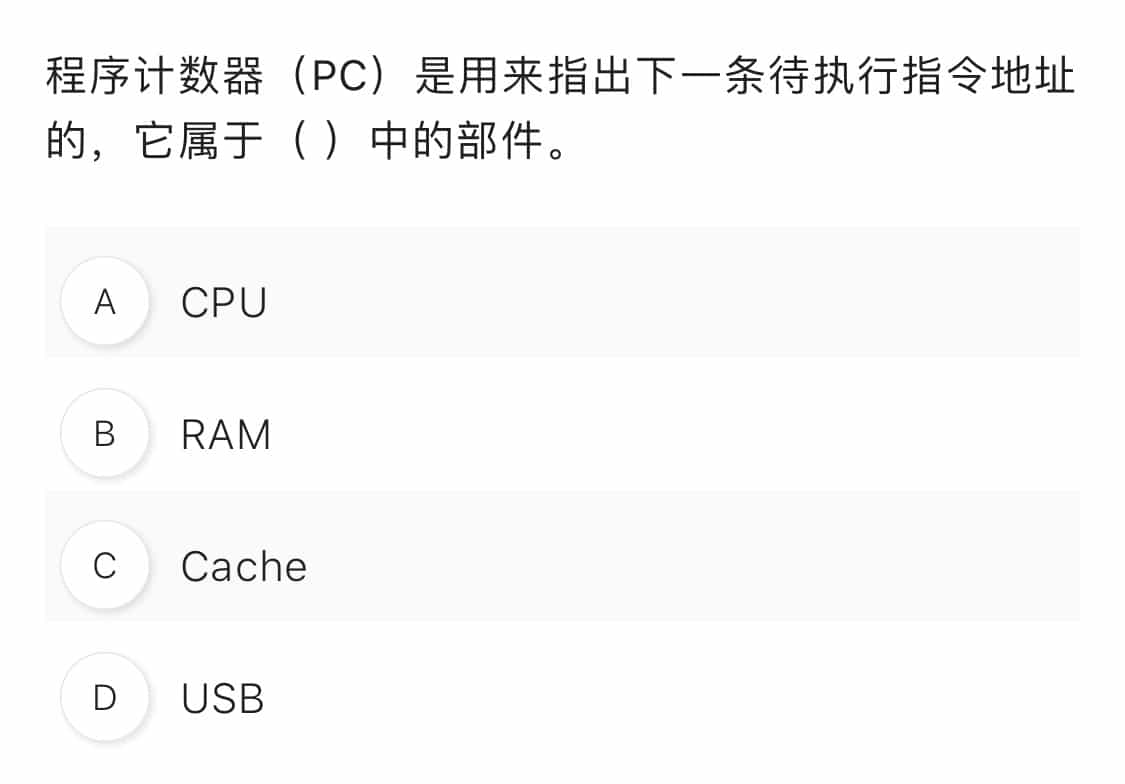 程序计数器（PC）是用来指出下一条待执行指令地址
的，它属于（ ）中的部件。
A CPU
B RAM
C Cache
D USB